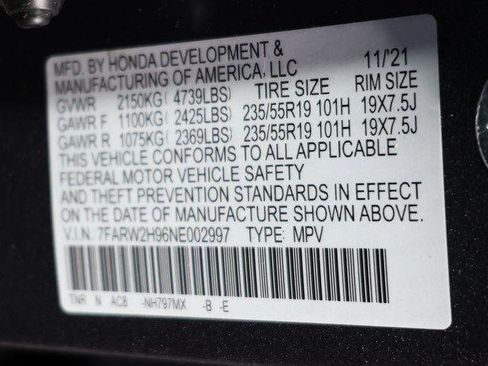 MFD. BY HONDA DEVELOPMENT & 11/'21
MANUFACTURING OF AMERICA, LLC
GVWR 2150KG( 4739LBS) TIRE SIZE RIM SIZE
GAWR F 1100KG( 2425LBS) 235/55R19 101H 19X7.5J
GAWR R 1075KG( 2369LBS) 235/55R19 101H 19X7.5J
THIS VEHICLE CONFORMS TO ALL APPLICABLE
FEDERAL MOTOR VEHICLE SAFETY
AND THEFT PREVENTION STANDARDS IN EFFECT
ON THE DATE OF MANUFACTURE SHOWN ABOVE.
V.I.N: 7FARW2H96NE002997 TYPE: MPV
TNR N AC8 -NH797MX -B -E